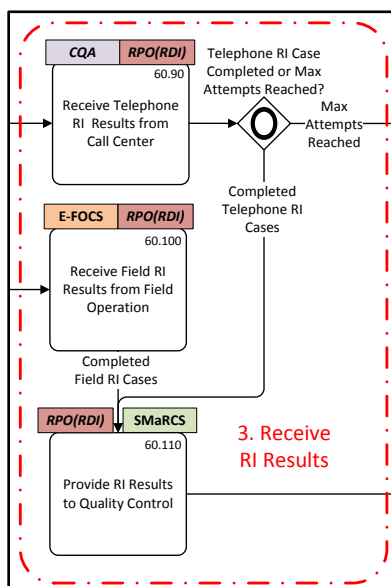 CQA RPO(RDI)
60.90
Receive Telephone
RI Results from
Call Center
Telephone RI Case
Completed or Max
Attempts Reached?
Max
Attempts
Reached
Completed
Telephone RI
Cases
E-FOCS RPO(RDI)
60.100
Receive Field RI
Results from Field
Operation
Completed
Field RI Cases
RPO(RDI) SMaRCS
60.110
Provide RI Results
to Quality Control
3. Receive
RI Results